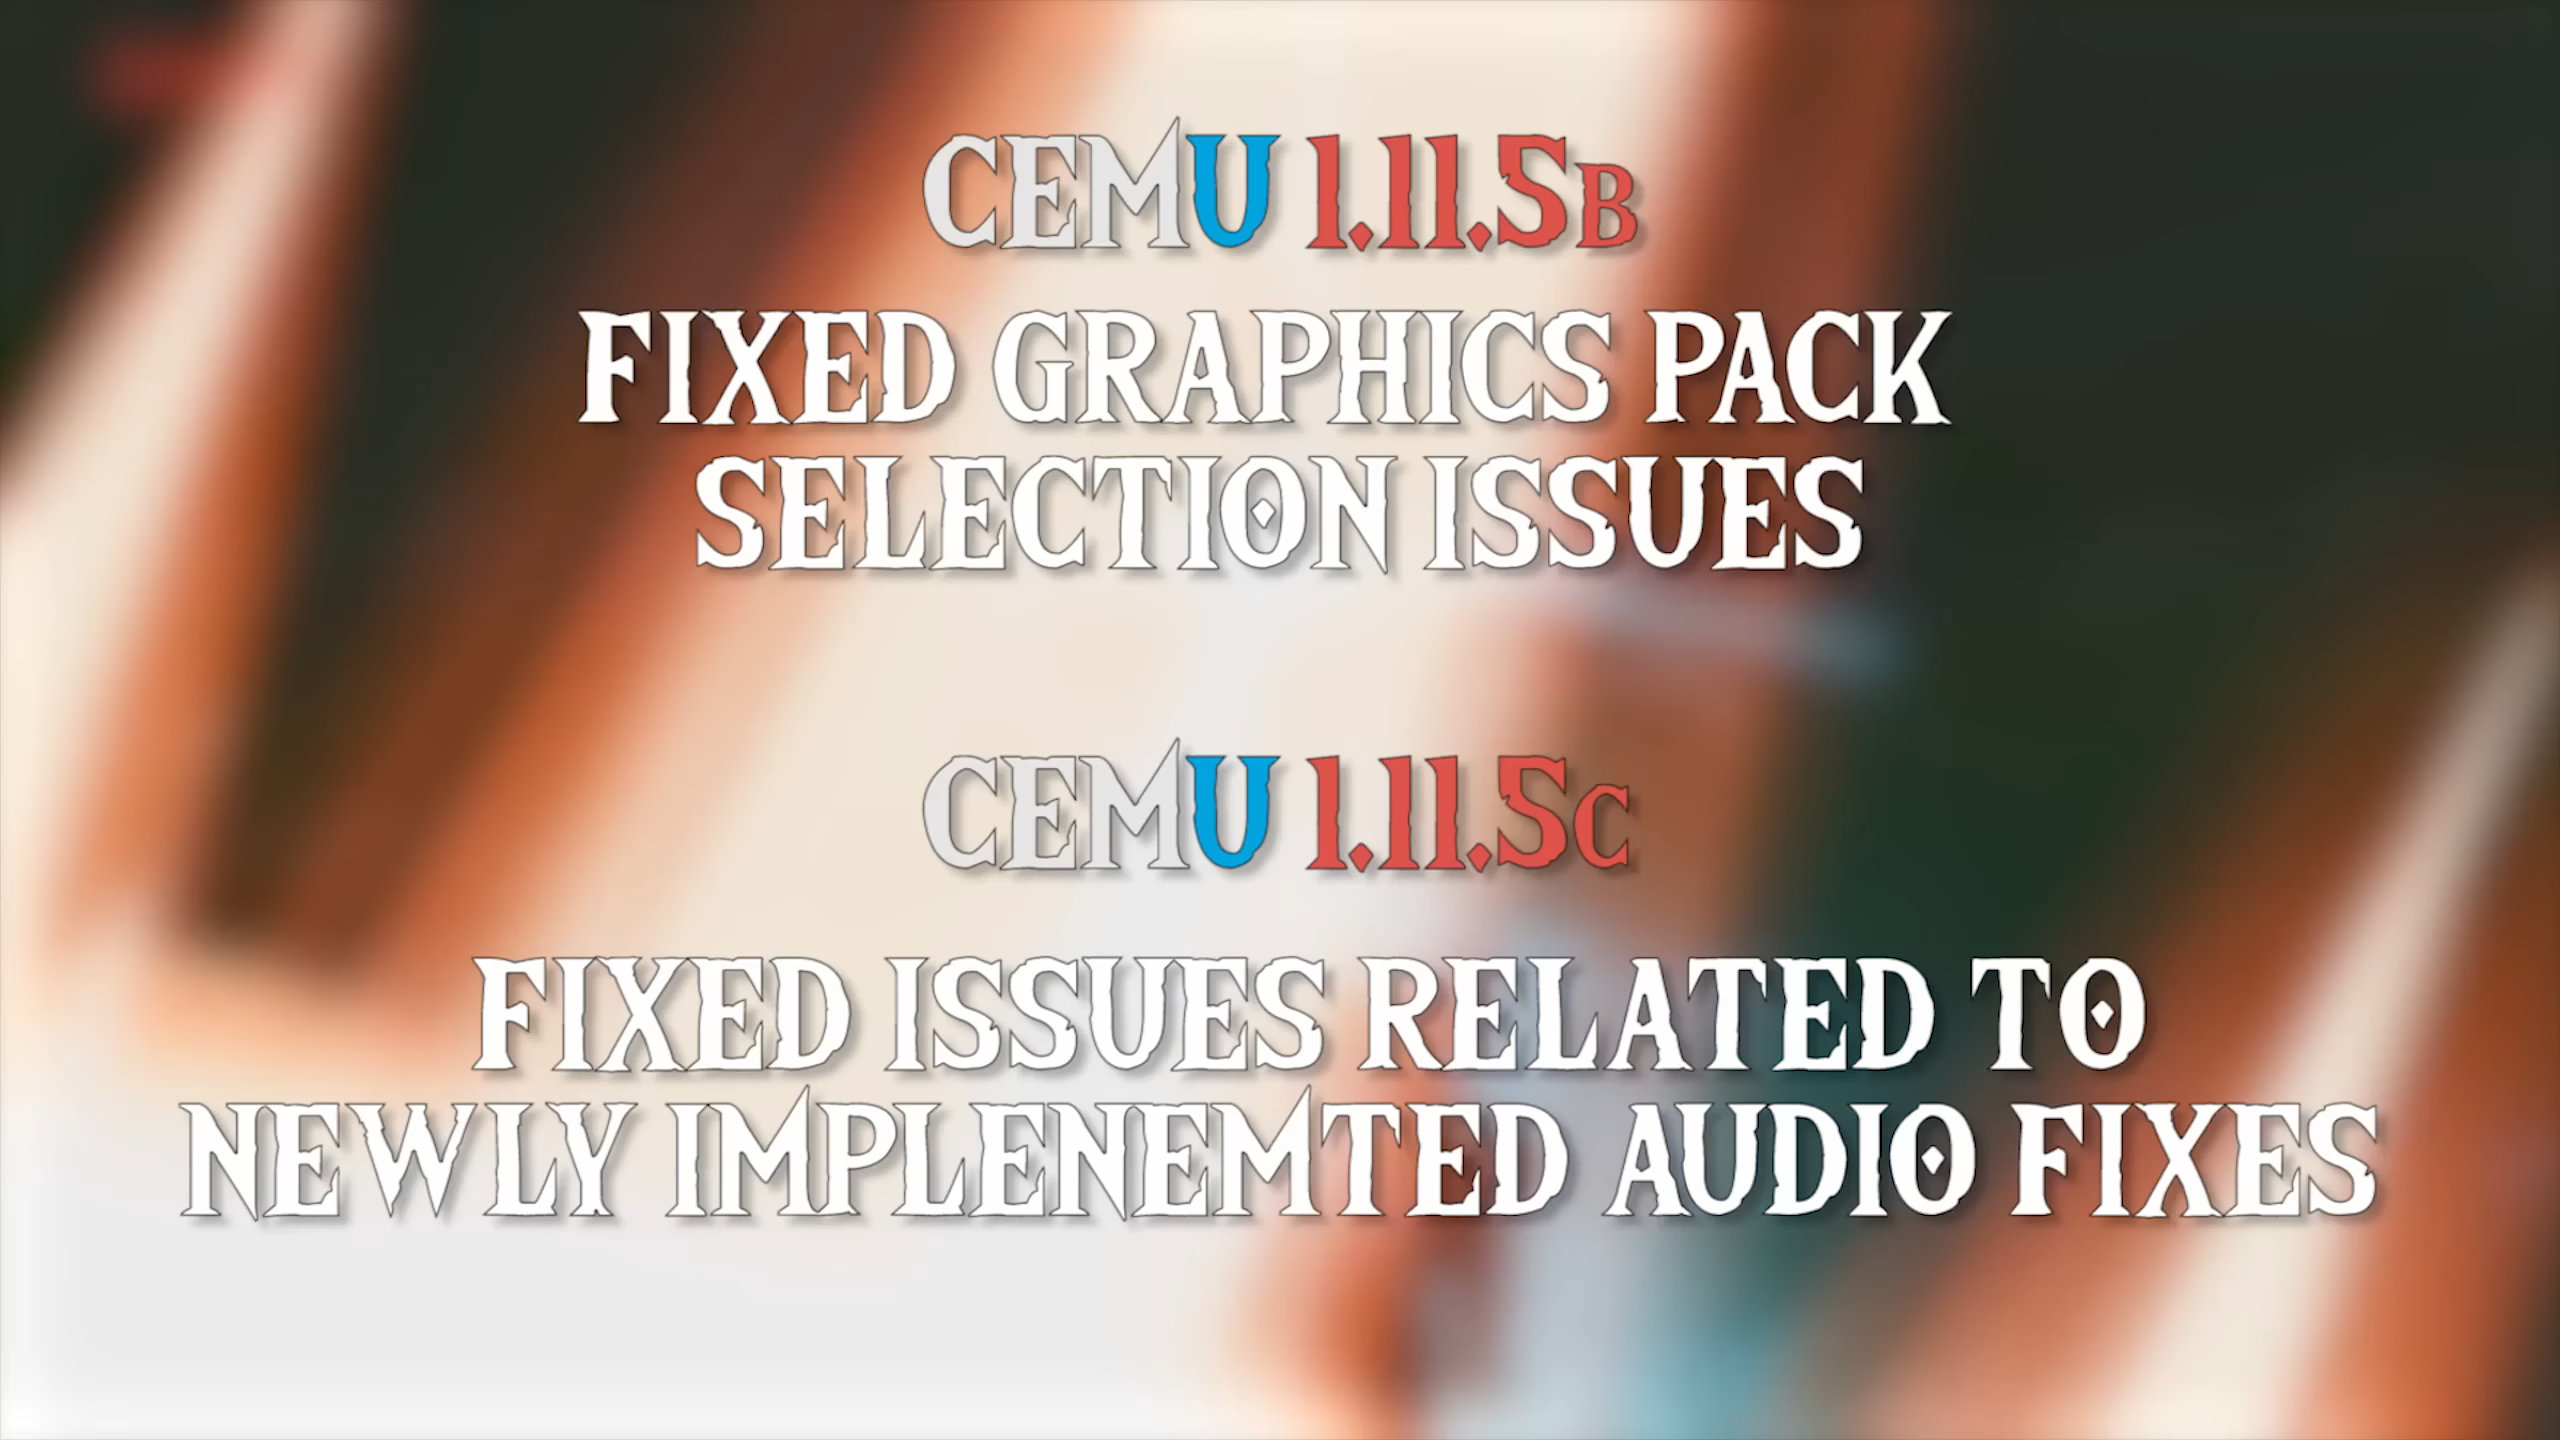 CEMU 1.11.5B
FIXED GRAPHICS PACK
SELECTION ISSUES
CEMU 1.11.5C
FIXED ISSUES RELATED TO
NEWLY IMPLENEMTED AUDIO FIXES